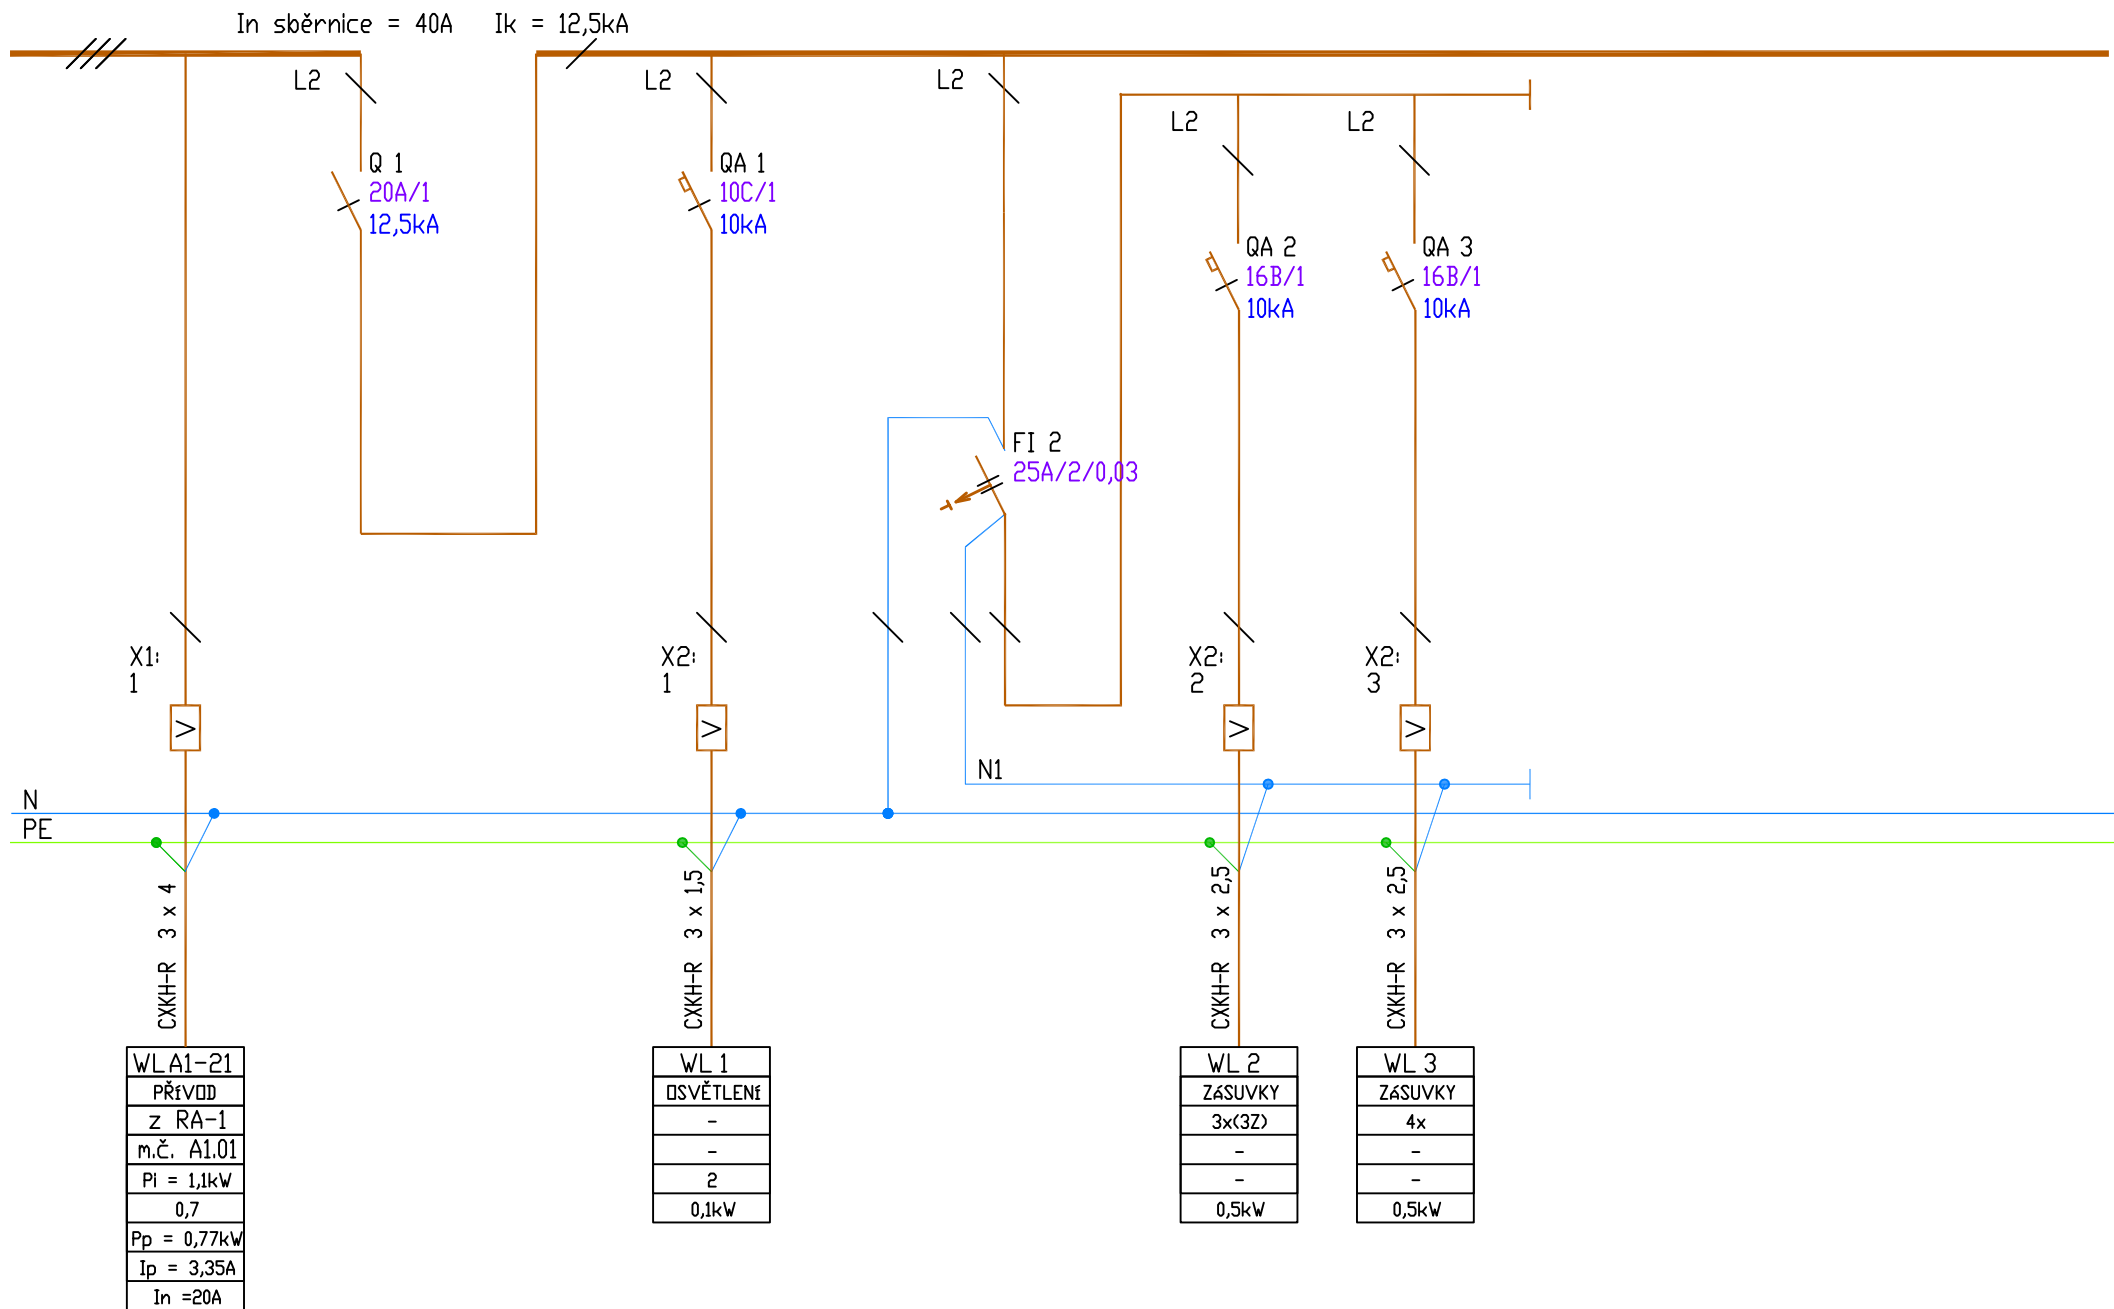 In sběrnice = 40A Ik = 12,5kA
L2
L2
L2
L2
L2
Q 1
20A/1
12,5kA
QA 1
10C/1
10kA
QA 2
16B/1
10kA
QA 3
16B/1
10kA
FI 2
25A/2/0,03
X1:
1
X2:
1
X2:
2
X2:
3
N1
N
PE
CXKH-R 3 x 4
CXKH-R 3 x 1,5
CXKH-R 3 x 2,5
CXKH-R 3 x 2,5
WLA1-21
PŘÍVOD
z RA-1
m.č. A1.01
Pi = 1,1kW
0,7
Pp = 0,77kW
Ip = 3,35A
In =20A
WL 1
OSVĚTLENÍ
-
-
2
0,1kW
WL 2
ZÁSUVKY
3x(3Z)
-
-
0,5kW
WL 3
ZÁSUVKY
4x
-
-
0,5kW